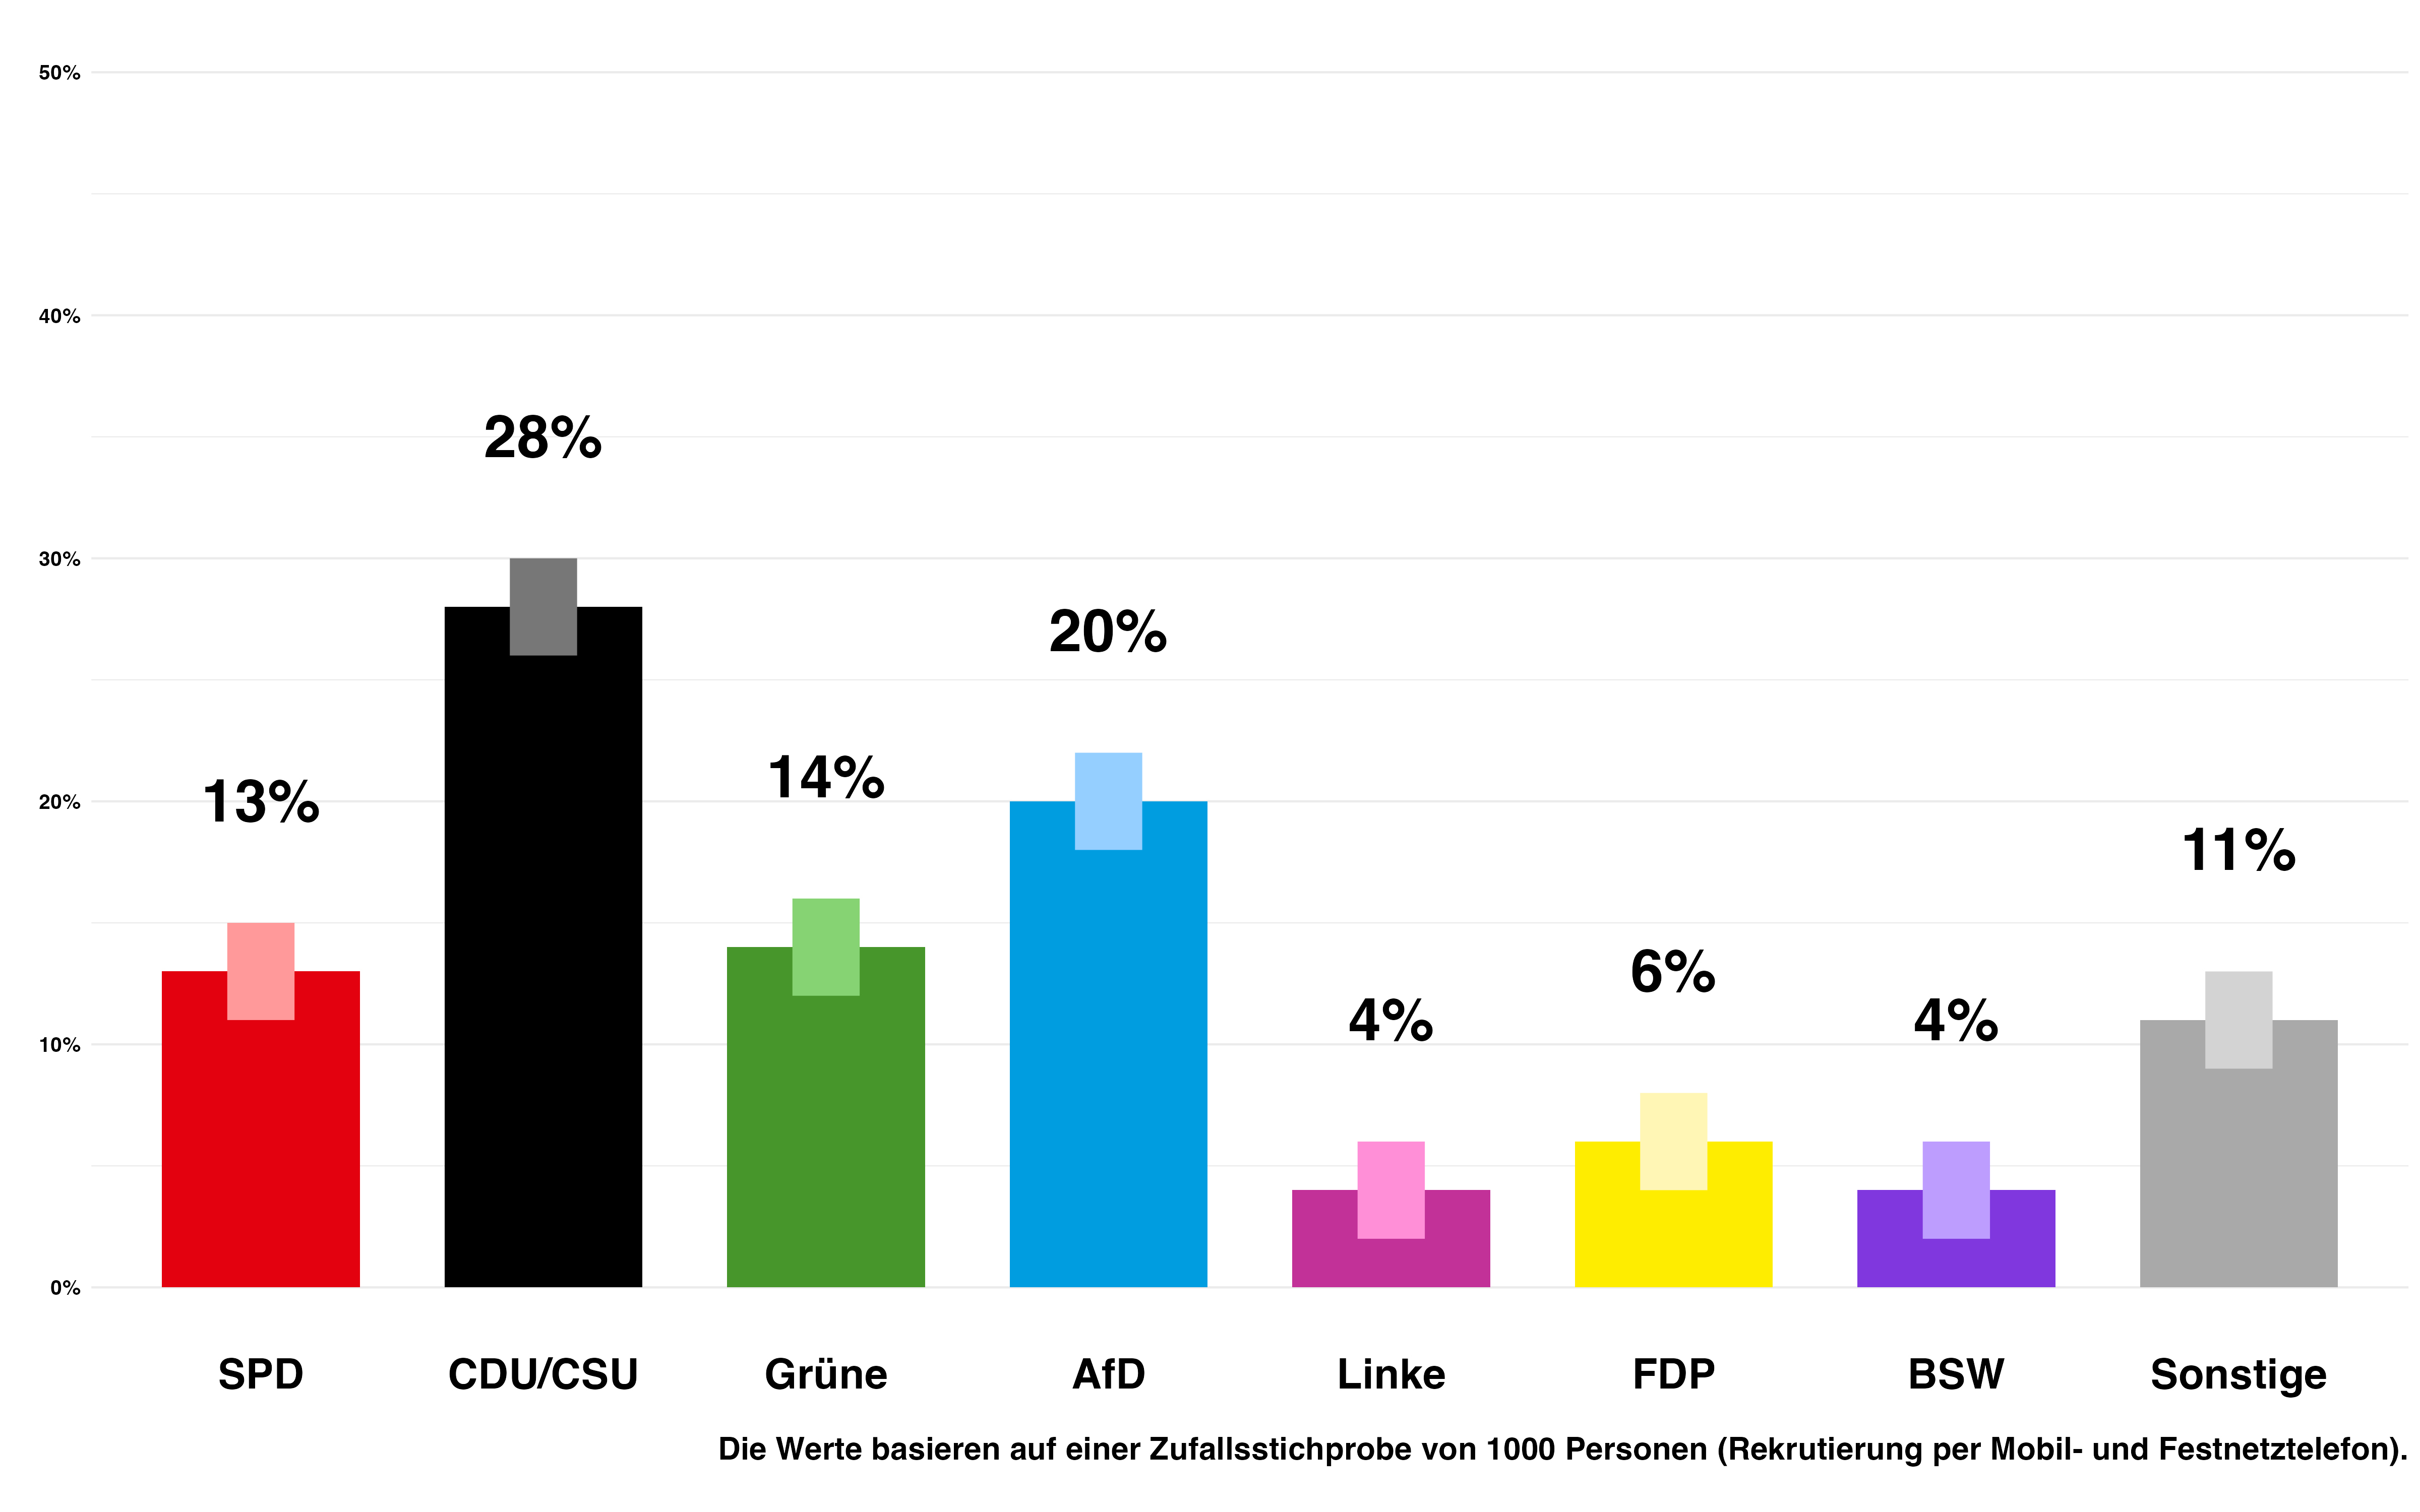 50%
40%
30%
20%
10%
0%
13%
28%
14%
20%
4%
6%
4%
11%
SPD
CDU/CSU
Grüne
AfD
Linke
FDP
BSW
Sonstige
Die Werte basieren auf einer Zufallsstichprobe von 1000 Personen (Rekrutierung per Mobil- und Festnetztelefon).